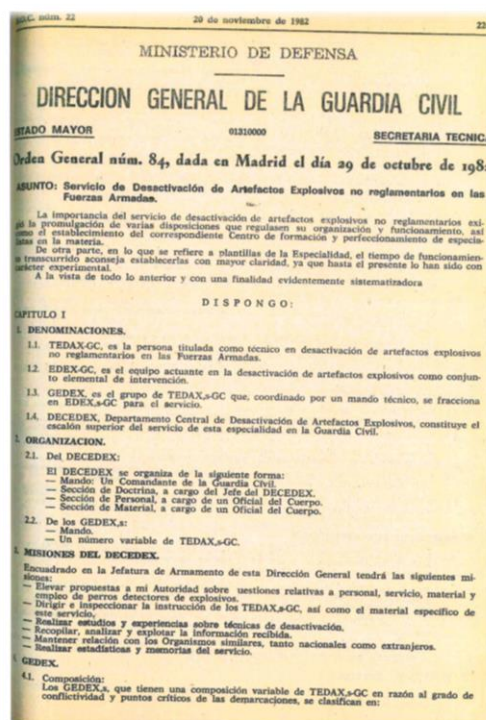 B.O.C. núm. 22 20 de noviembre de 1982 22
MINISTERIO DE DEFENSA
DIRECCION GENERAL DE LA GUARDIA CIVIL
ESTADO MAYOR 01310000 SECRETARIA TECNICA
Orden General núm. 84, dada en Madrid el día 29 de octubre de 198
ASUNTO: Servicio de Desactivación de Artefactos Explosivos no reglamentarios en las
Fuerzas Armadas.
La importancia del servicio de desactivación de artefactos explosivos no reglamentarios exi-
gió la promulgación de varias disposiciones que regulasen su organización y funcionamiento, así
como el establecimiento del correspondiente Centro de formación y perfeccionamiento de especia-
listas en la materia.
De otra parte, en lo que se refiere a plantillas de la Especialidad, el tiempo de funcionamien-
o transcurrido aconseja establecerlas con mayor claridad, ya que hasta el presente lo han sido con
carácter experimental.
A la vista de todo lo anterior y con una finalidad evidentemente sistematizadora
DISPONGO:
CAPITULO I
1. DENOMINACIONES.
1.1. TEDAX-GC, es la persona titulada como técnico en desactivación de artefactos explosivos
no reglamentarios en las Fuerzas Armadas.
1.2. EDEX-GC, es el equipo actuante en la desactivación de artefactos explosivos como conjun-
to elemental de intervención.
1.3. GEDEX, es el grupo de TEDAX,s-GC que, coordinado por un mando técnico, se fracciona
en EDEX,s-GC para el servicio.
1.4. DECEDEX, Departamento Central de Desactivación de Artefactos Explosivos, constituye el
escalón superior del servicio de esta especialidad en la Guardia Civil.
2. ORGANIZACION.
2.1. Del DECEDEX:
El DECEDEX se organiza de la siguiente forma:
— Mando: Un Comandante de la Guardia Civil.
— Sección de Doctrina, a cargo del Jefe del DECEDEX.
— Sección de Personal, a cargo de un Oficial del Cuerpo.
— Sección de Material, a cargo de un Oficial del Cuerpo.
2.2. De los GEDEX,s:
— Mando.
— Un número variable de TEDAX,s-GC.
3. MISIONES DEL DECEDEX.
Encuadrado en la Jefatura de Armamento de esta Dirección General tendrá las siguientes mi-
siones:
— Elevar propuestas a mi Autoridad sobre uestiones relativas a personal, servicio, material y
empleo de perros detectores de explosivos.
— Dirigir e inspeccionar la instrucción de los TEDAX,s-GC, así como el material específico de
este servicio.
— Realizar estudios y experiencias sobre técnicas de desactivación.
— Recopilar, analizar y explotar la información recibida.
— Mantener relación con los Organismos similares, tanto nacionales como extranjeros.
— Realizar estadísticas y memorias del servicio.
4. GEDEX.
4.1. Composición:
Los GEDEX,s, que tienen una composición variable de TEDAX,s-GC en razón al grado de
conflictividad y puntos críticos de las demarcaciones, se clasifican en: